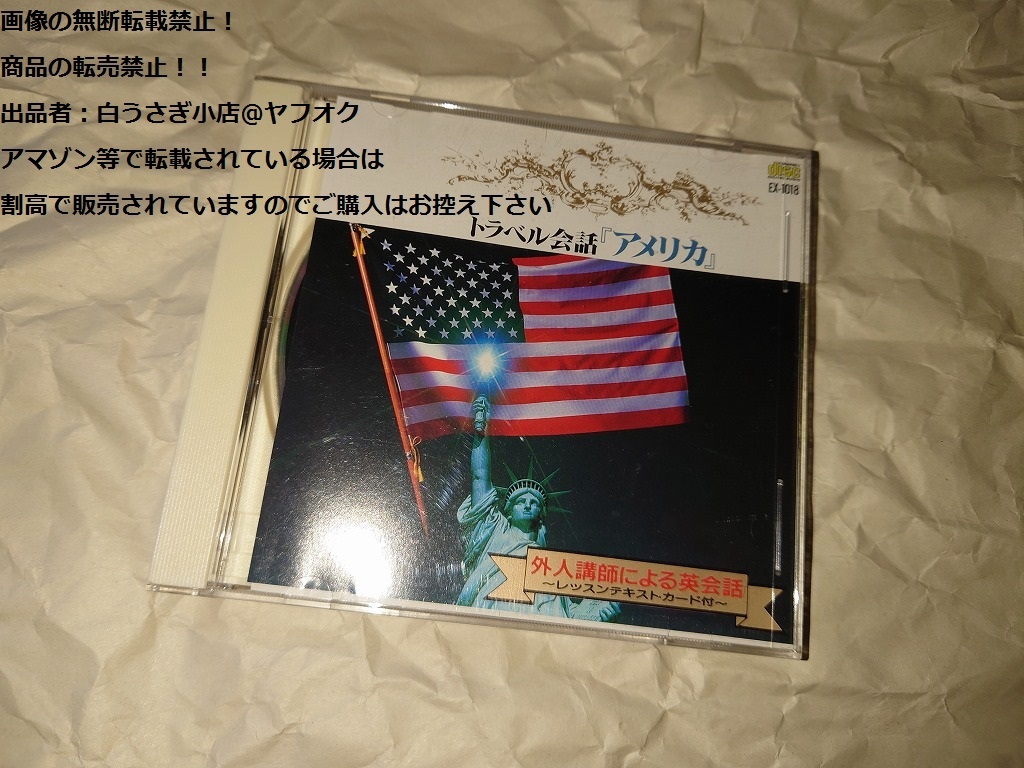 画像の無断転載禁止！
商品の転売禁止！！
出品者：白うさぎ小店@ヤフオク
アマゾン等で転載されている場合は
割高で販売されていますのでご購入はお控え下さい
EX-1018
トラベル会話『アメリカ』
外人講師による英会話
～レッスンテキスト・カード付～